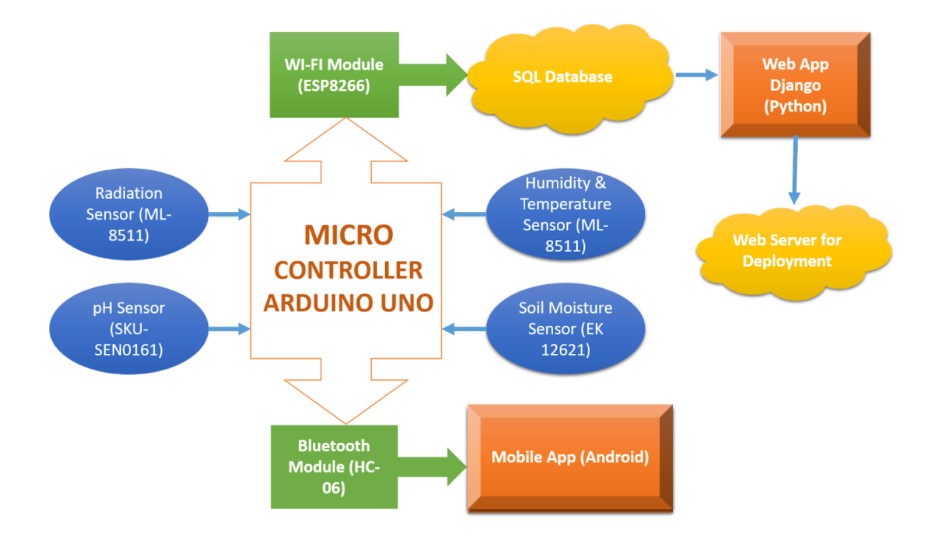 WI-FI Module
(ESP8266)
SQL Database
Web App
Django
(Python)
Radiation
Sensor (ML-
8511)
Humidity &
Temperature
Sensor (ML-
8511)
MICRO
CONTROLLER
ARDUINO UNO
Web Server for
Deployment
pH Sensor
(SKU-
SEN0161)
Soil Moisture
Sensor (EK
12621)
Bluetooth
Module (HC-
06)
Mobile App (Android)